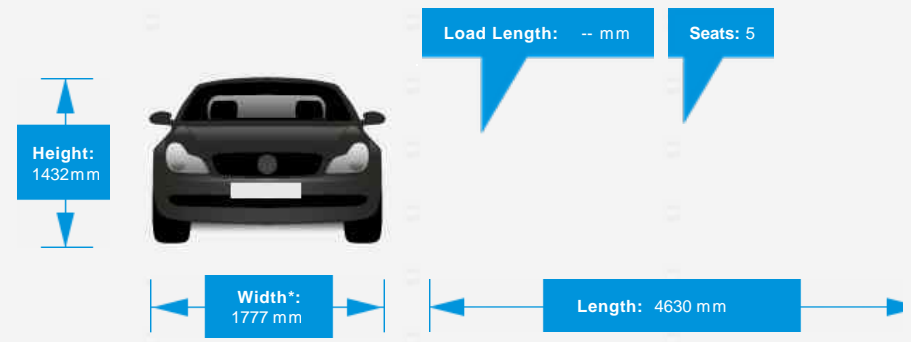 Load Length: -- mm
Seats: 5
Height:
1432mm
Width*:
1777 mm
Length: 4630 mm